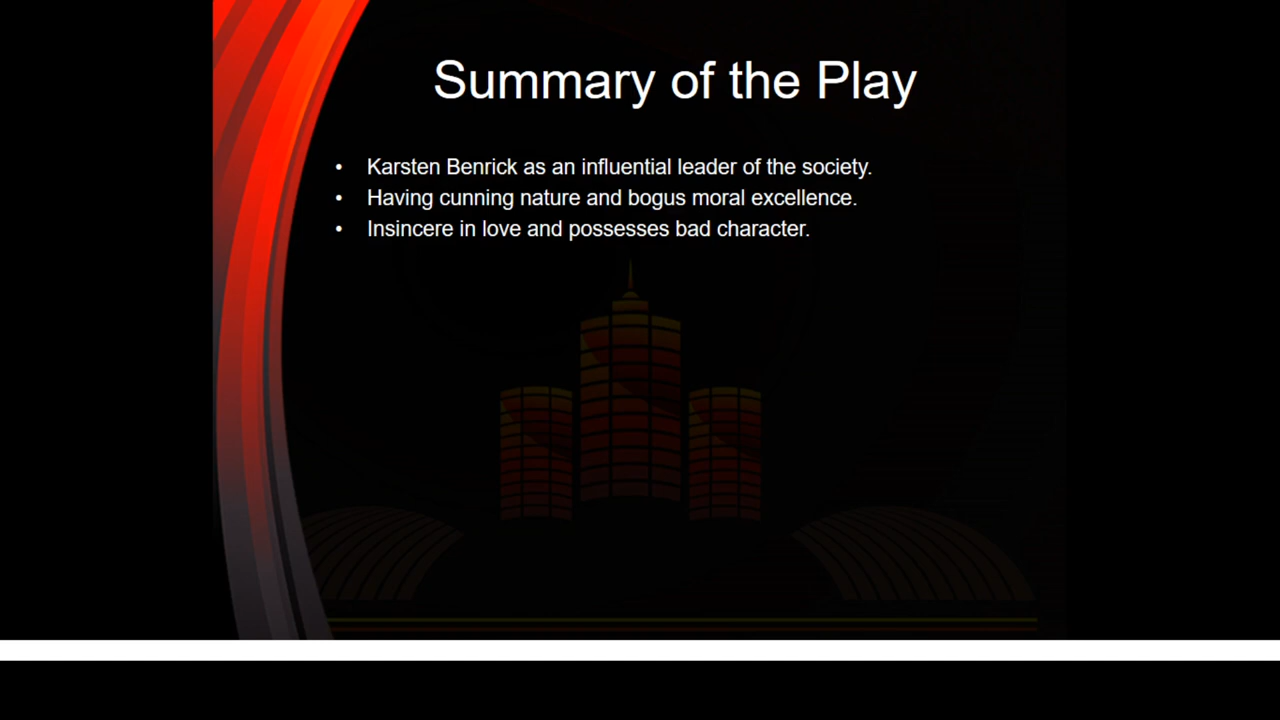 Summary of the Play
• Karsten Benrick as an influential leader of the society.
• Having cunning nature and bogus moral excellence.
• Insincere in love and possesses bad character.